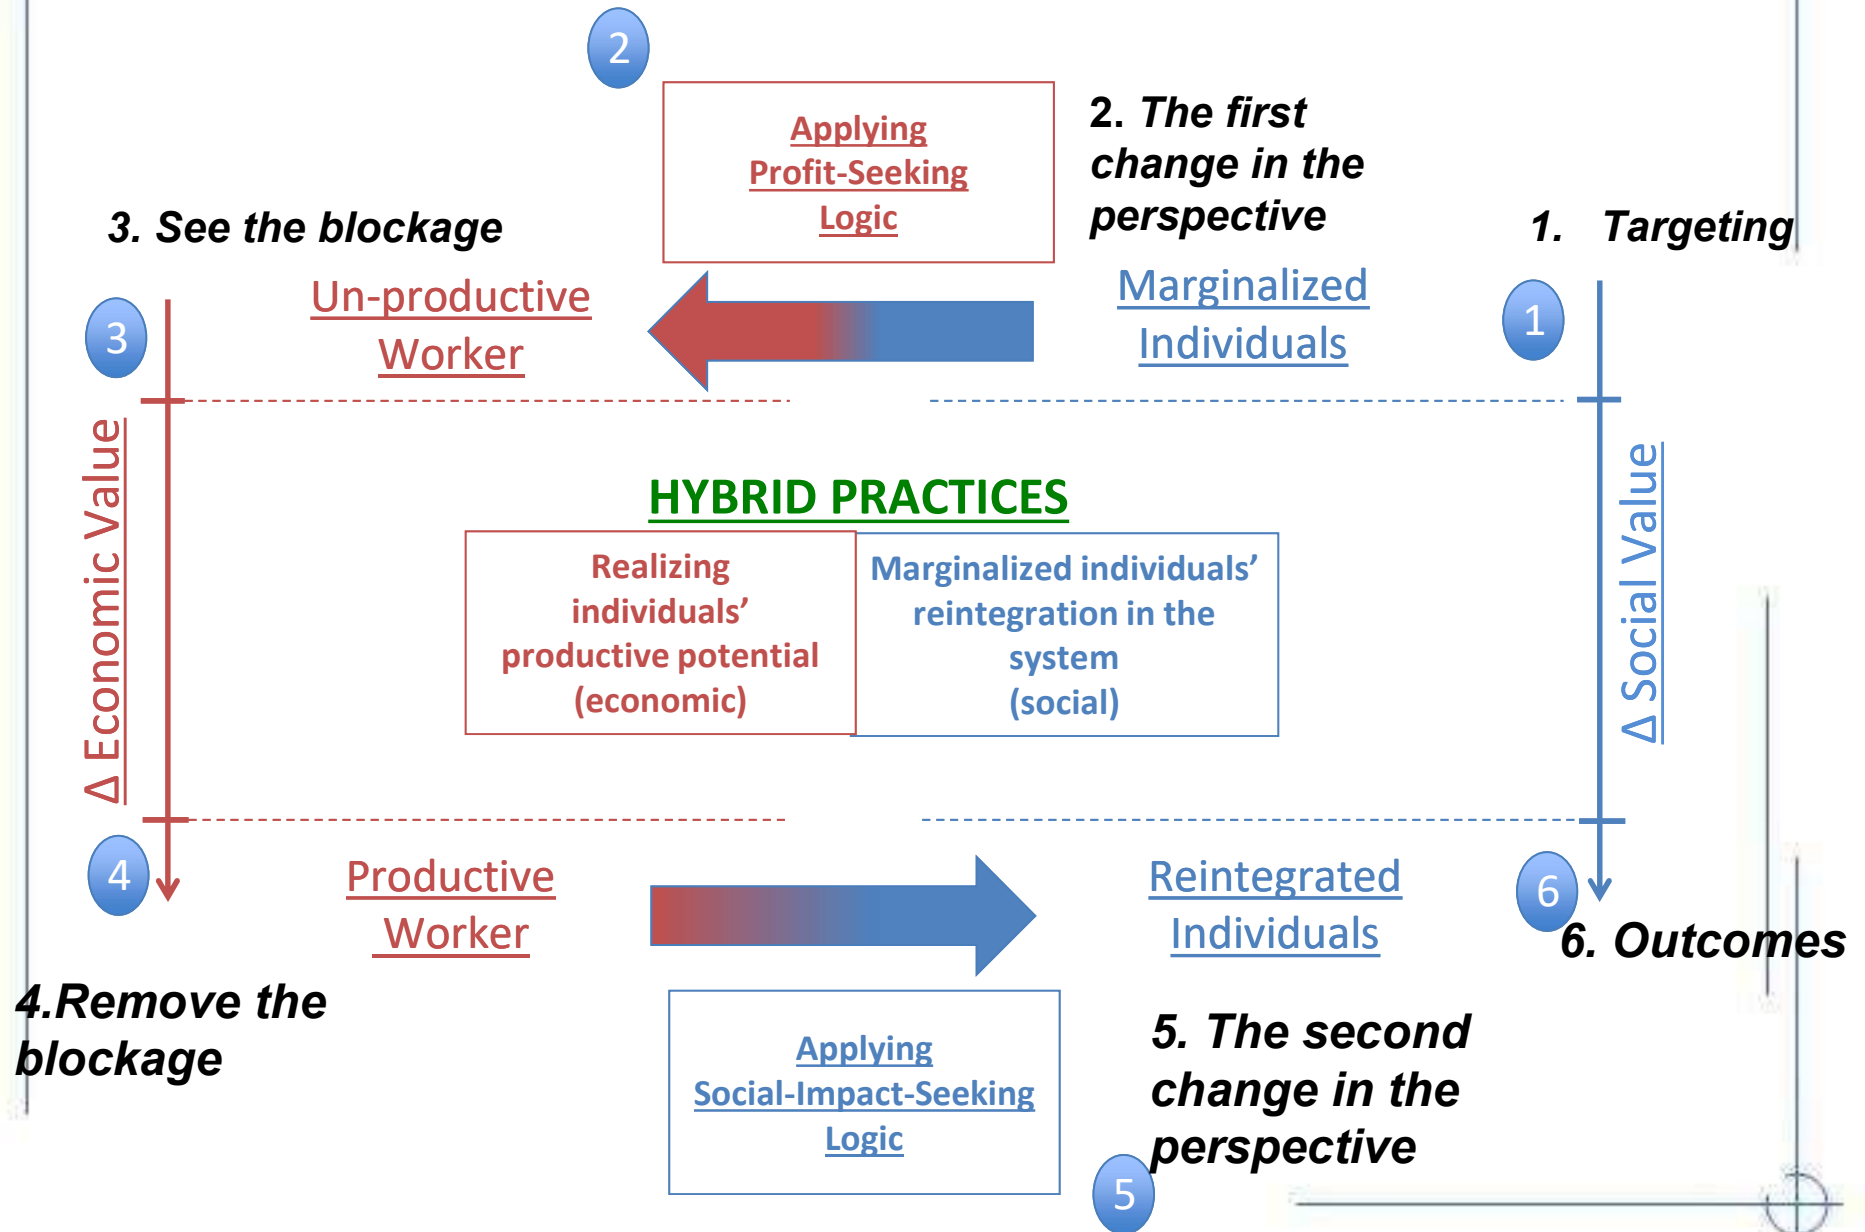 2
Applying
Profit-Seeking
Logic
2. The first
change in the
perspective
3. See the blockage
1. Targeting
Un-productive
Worker
Marginalized
Individuals
3
1
Δ Economic Value
Δ Social Value
HYBRID PRACTICES
Realizing
individuals’
productive potential
(economic)
Marginalized individuals’
reintegration in the
system
(social)
4
Productive
Worker
Reintegrated
Individuals
6
6. Outcomes
4.Remove the
blockage
Applying
Social-Impact-Seeking
Logic
5. The second
change in the
perspective
5